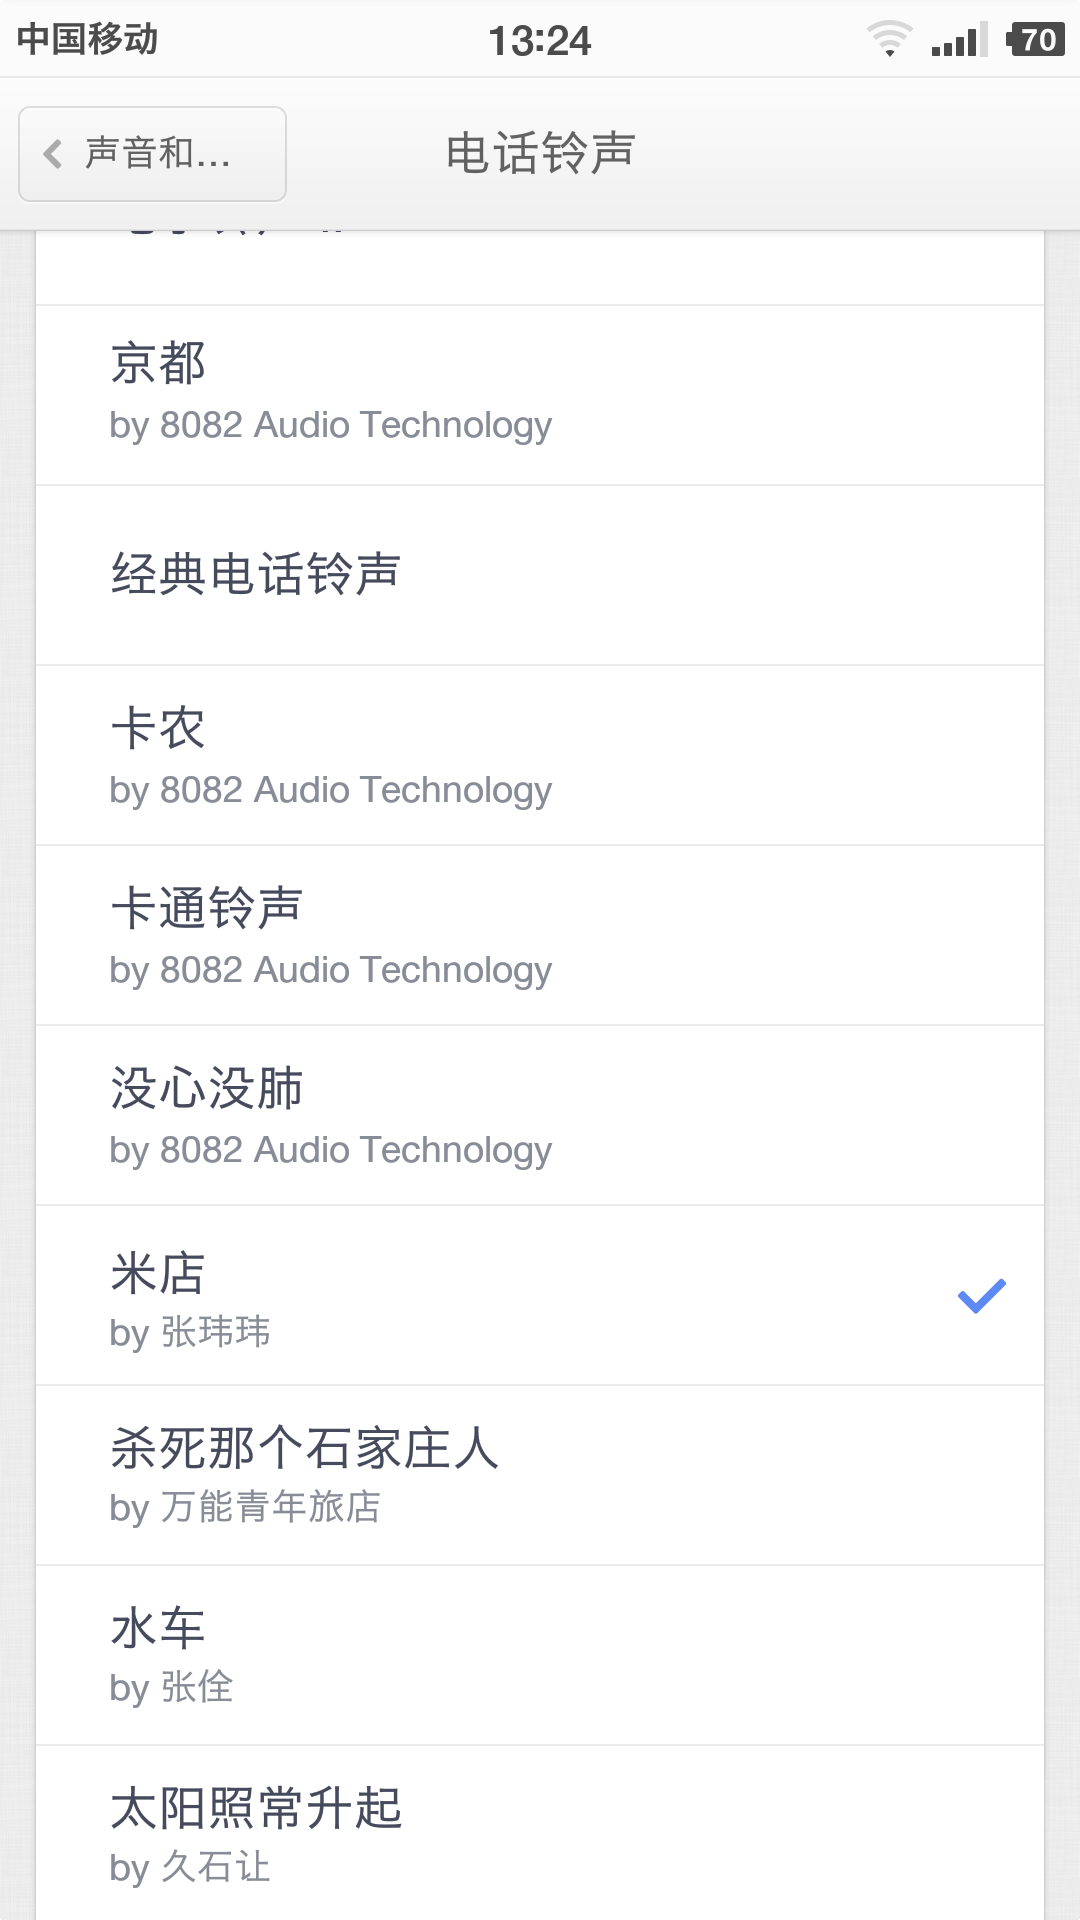 中国移动
13:24
70
声音和...
电话铃声
京都
by 8082 Audio Technology
经典电话铃声
卡农
by 8082 Audio Technology
卡通铃声
by 8082 Audio Technology
没心没肺
by 8082 Audio Technology
米店
by 张玮玮
杀死那个石家庄人
by 万能青年旅店
水车
by 张佺
太阳照常升起
by 久石让